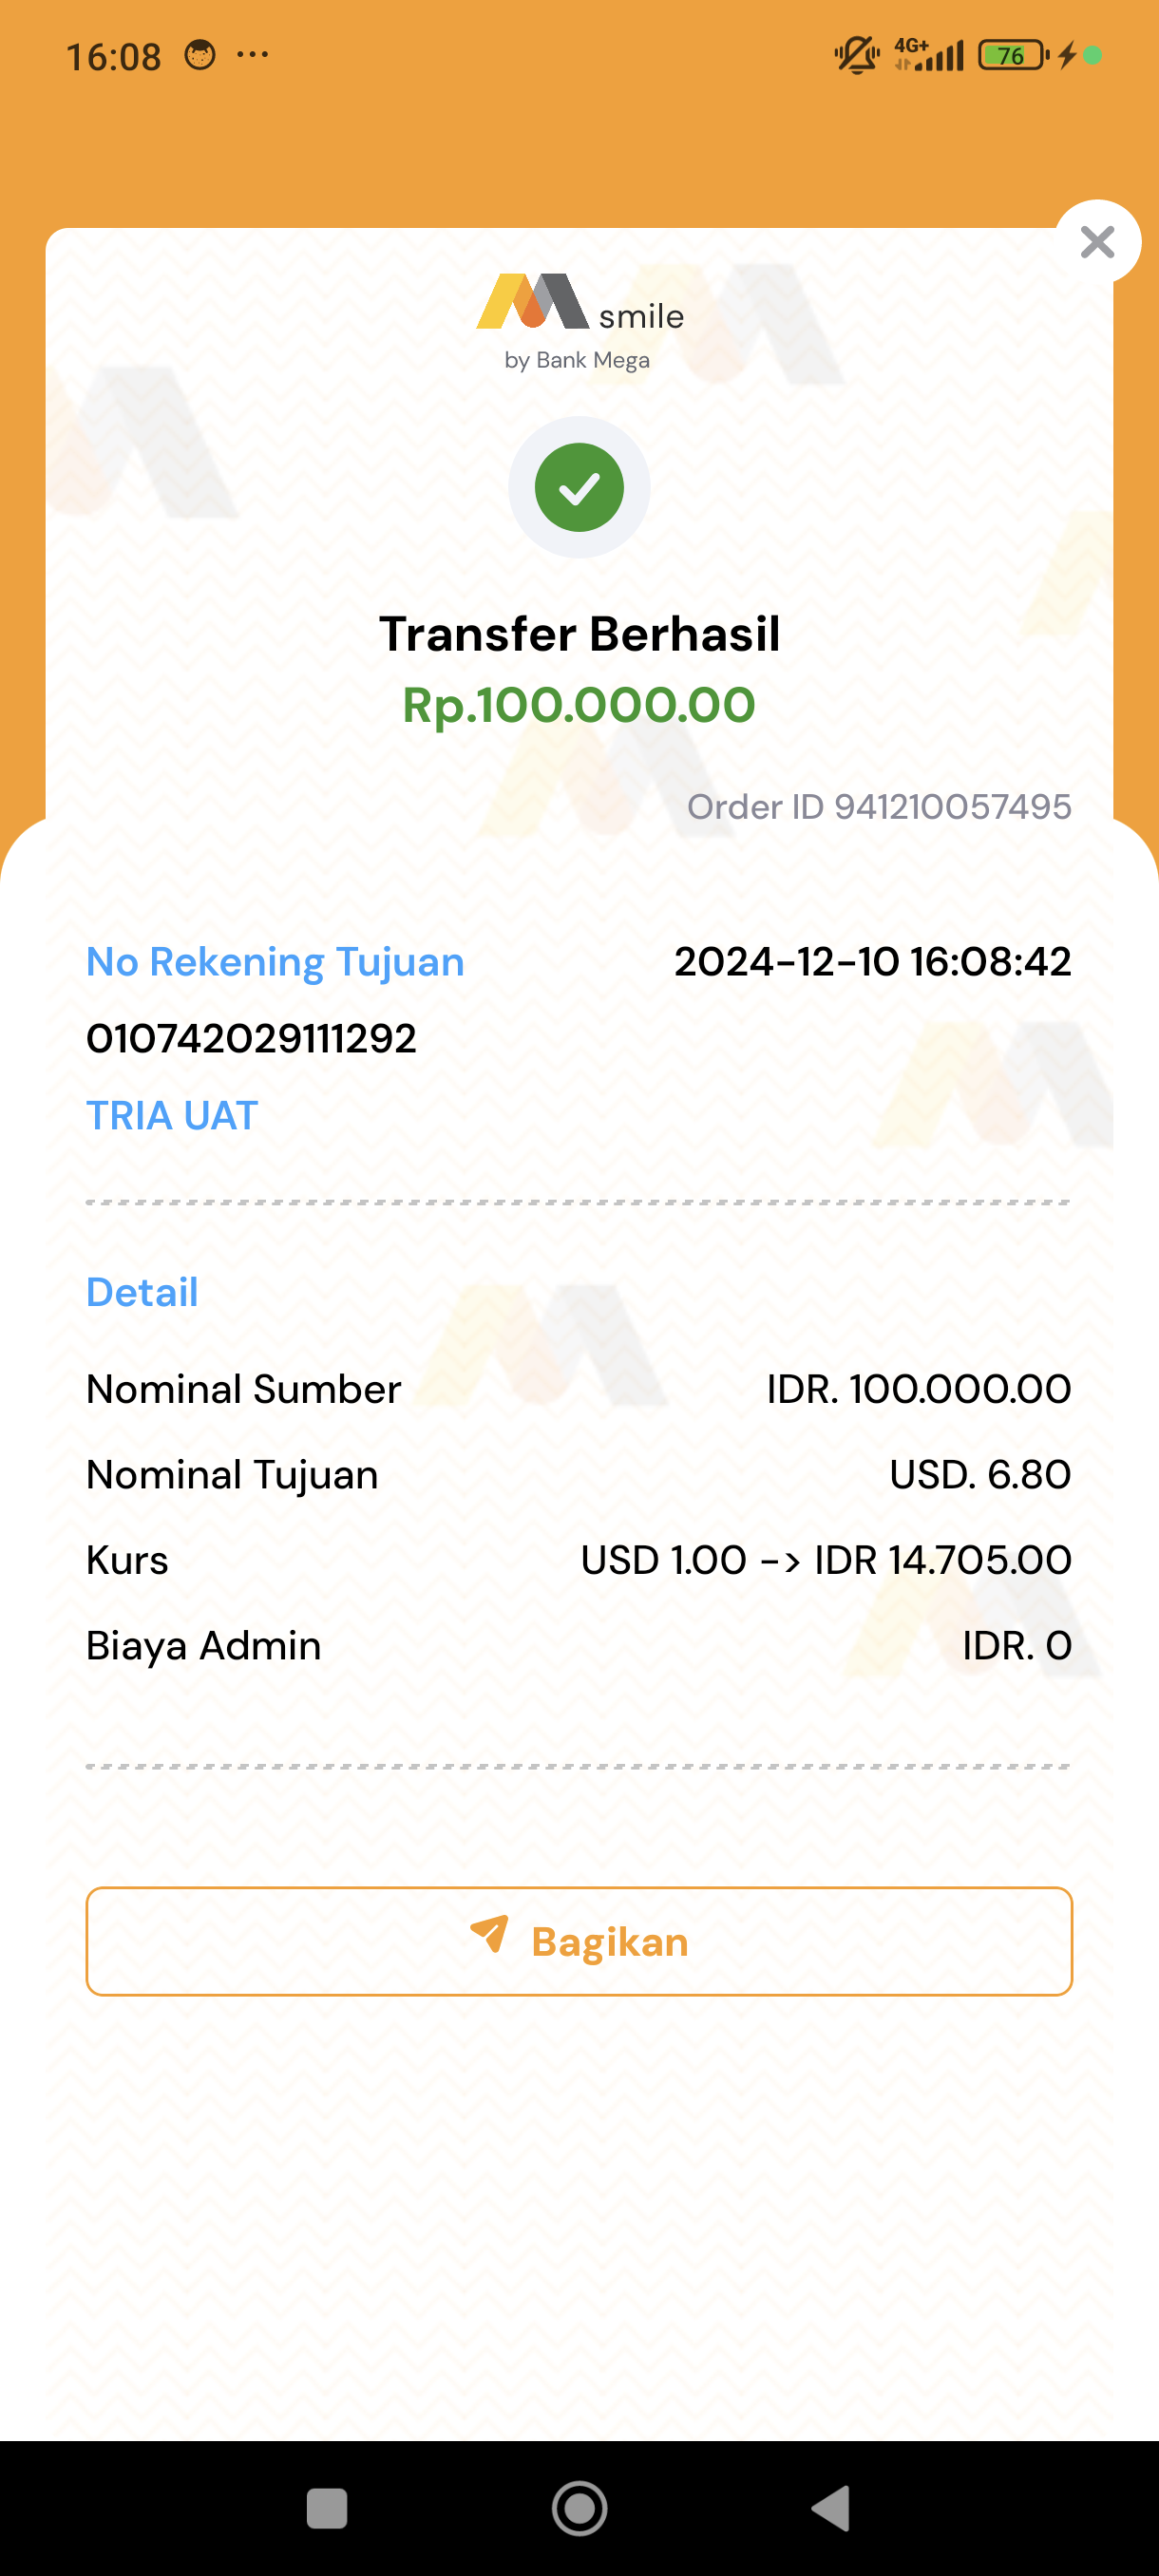 16:08 ...
4G+ 76
smile
by Bank Mega
Transfer Berhasil
Rp.100.000.00
Order ID 941210057495
No Rekening Tujuan 2024-12-10 16:08:42
010742029111292
TRIA UAT
Detail
Nominal Sumber IDR. 100.000.00
Nominal Tujuan USD. 6.80
Kurs USD 1.00 -> IDR 14.705.00
Biaya Admin IDR. 0
Bagikan